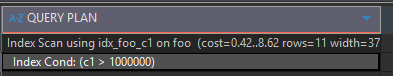 A-Z QUERY PLAN
Index Scan using idx_foo_c1 on foo (cost=0.42..8.62 rows=11 width=37
Index Cond: (c1 > 1000000)